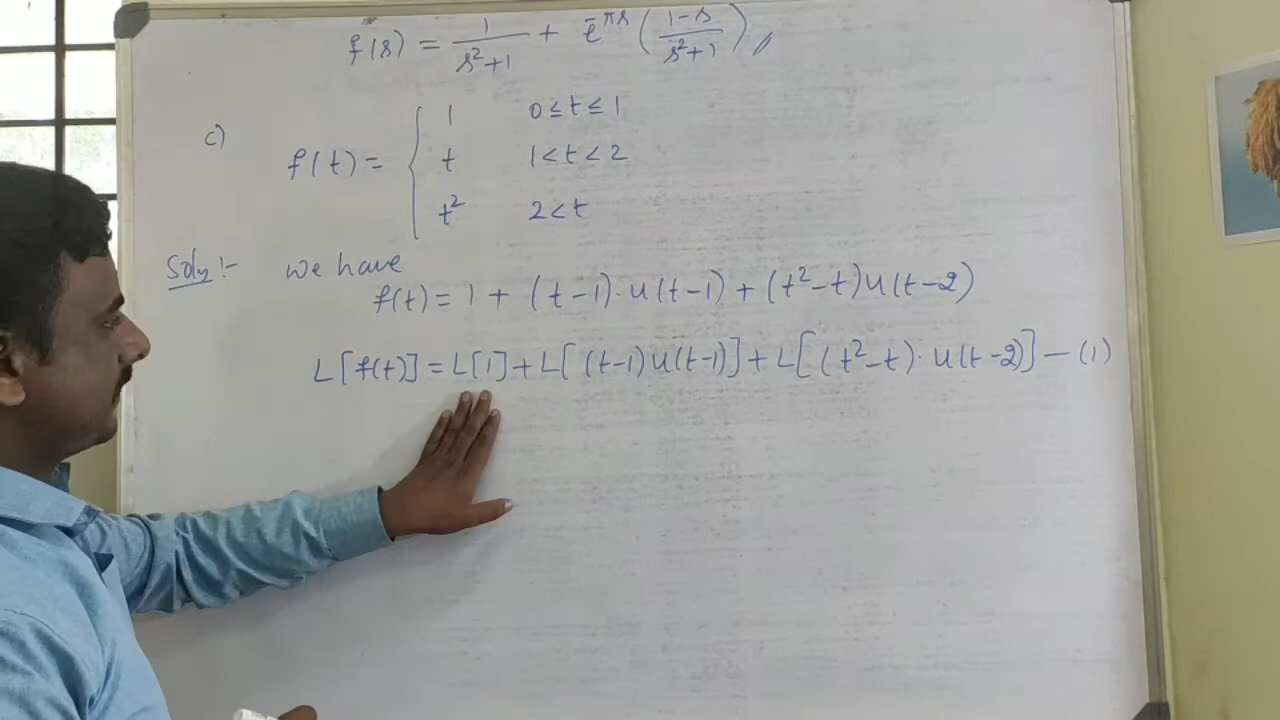 f(s) = 1/(s²+1) + e^-πs ((1-s)/(s²+1)) //
c) f(t) = { 1 0≤t≤1
t 1<t<2
t² 2<t
Soln:- we have
f(t) = 1 + (t-1)·u(t-1) + (t²-t)u(t-2)
L[f(t)] = L[1] + L[(t-1)u(t-1)] + L[(t²-t)·u(t-2)] — (1)